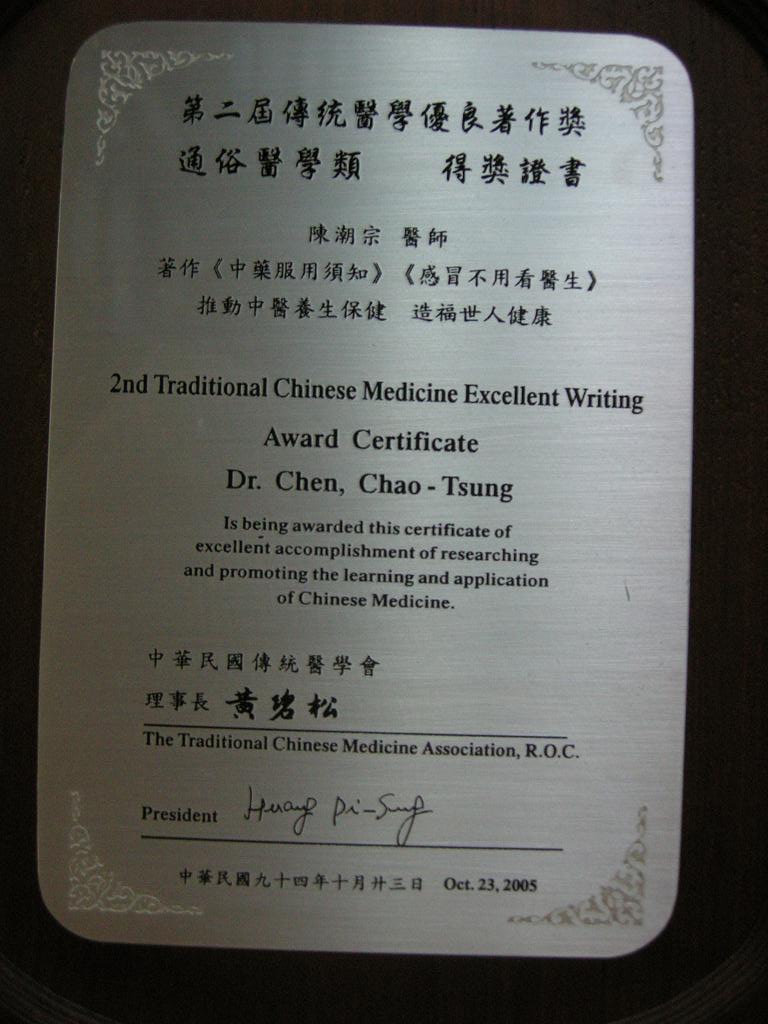 第二屆傳統醫學優良著作獎
通俗醫學類 得獎證書
陳潮宗 醫師
著作《中藥服用須知》《感冒不用看醫生》
推動中醫養生保健 造福世人健康
2nd Traditional Chinese Medicine Excellent Writing
Award Certificate
Dr. Chen, Chao-Tsung
Is being awarded this certificate of
excellent accomplishment of researching
and promoting the learning and application
of Chinese Medicine.
中華民國傳統醫學會
理事長 黃碧松
The Traditional Chinese Medicine Association, R.O.C.
President Huang Pi-Sung
中華民國九十四年十月廿三日 Oct. 23, 2005